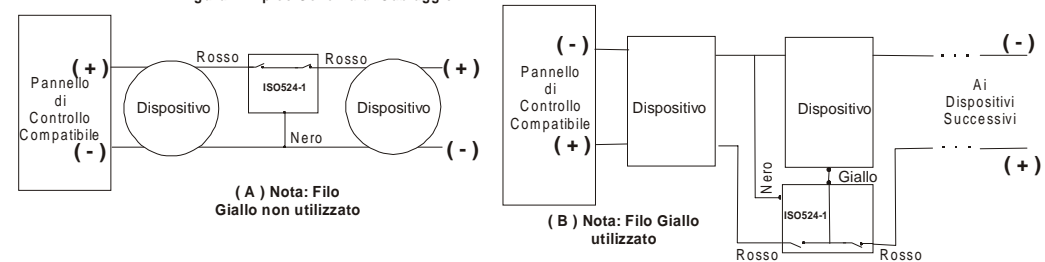 ( + )
Pannello
di
Controllo
Compatibile
( - )
Dispositivo
Rosso
ISO524-1
Rosso
Nero
Dispositivo
( + )
( - )
( A ) Nota: Filo
Giallo non utilizzato
( - )
Pannello
di
Controllo
Compatibile
( + )
Dispositivo
Dispositivo
Nero
Giallo
ISO524-1
Rosso
Rosso
( - )
Ai
Dispositivi
Successivi
( + )
( B ) Nota: Filo Giallo
utilizzato